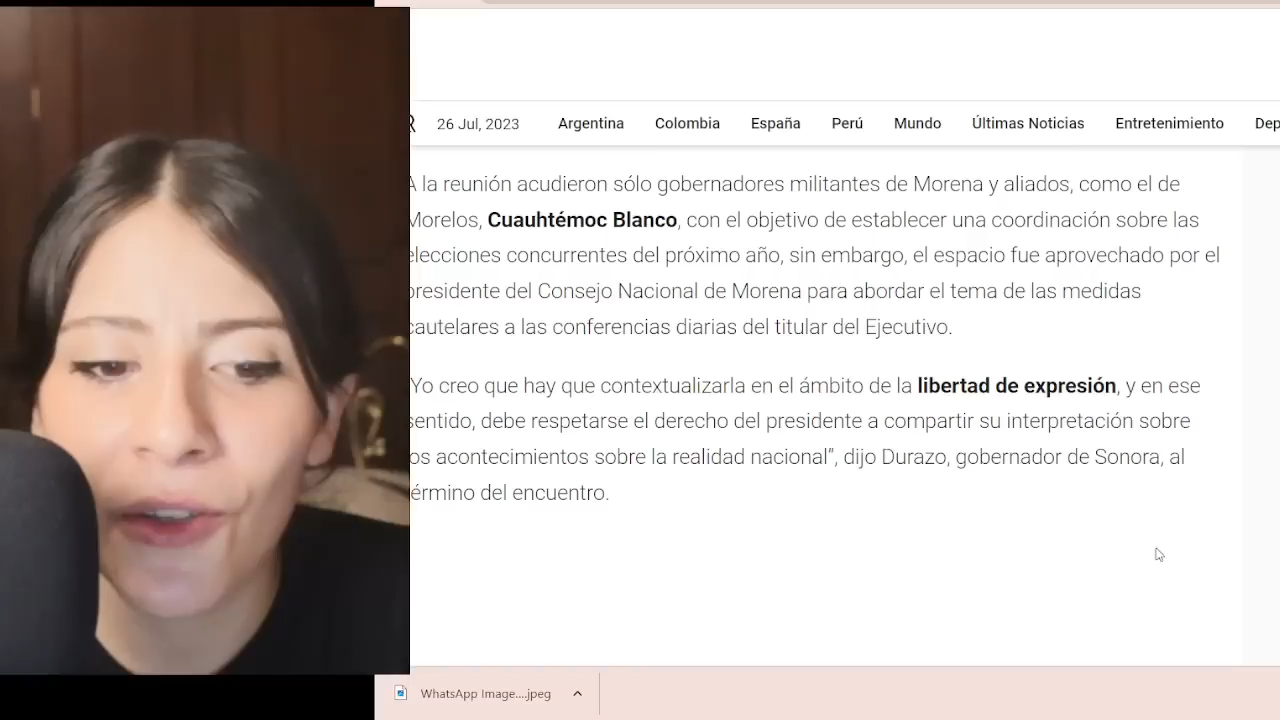 26 Jul, 2023 Argentina Colombia España Perú Mundo Últimas Noticias Entretenimiento Dep
A la reunión acudieron sólo gobernadores militantes de Morena y aliados, como el de
Morelos, Cuauhtémoc Blanco, con el objetivo de establecer una coordinación sobre las
elecciones concurrentes del próximo año, sin embargo, el espacio fue aprovechado por el
presidente del Consejo Nacional de Morena para abordar el tema de las medidas
cautelares a las conferencias diarias del titular del Ejecutivo.
Yo creo que hay que contextualizarla en el ámbito de la libertad de expresión, y en ese
sentido, debe respetarse el derecho del presidente a compartir su interpretación sobre
os acontecimientos sobre la realidad nacional”, dijo Durazo, gobernador de Sonora, al
érmino del encuentro.
WhatsApp Image....jpeg